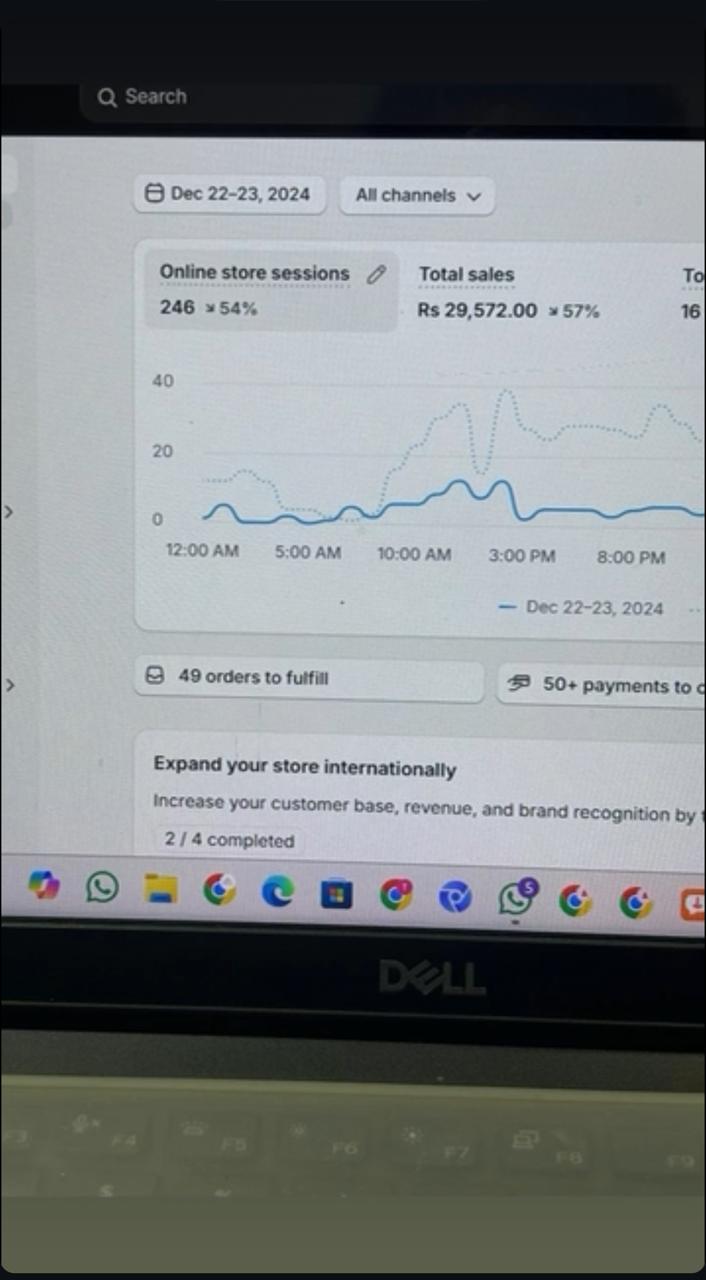 Search
Dec 22–23, 2024
All channels
Online store sessions
246 ↘ 54%
Total sales
Rs 29,572.00 ↘ 57%
To
16
40
20
0
12:00 AM 5:00 AM 10:00 AM 3:00 PM 8:00 PM
Dec 22–23, 2024
49 orders to fulfill
50+ payments to c
Expand your store internationally
Increase your customer base, revenue, and brand recognition by t
2 / 4 completed
5
DELL
F3 F4 F5 F6 F7 F8 F9
$